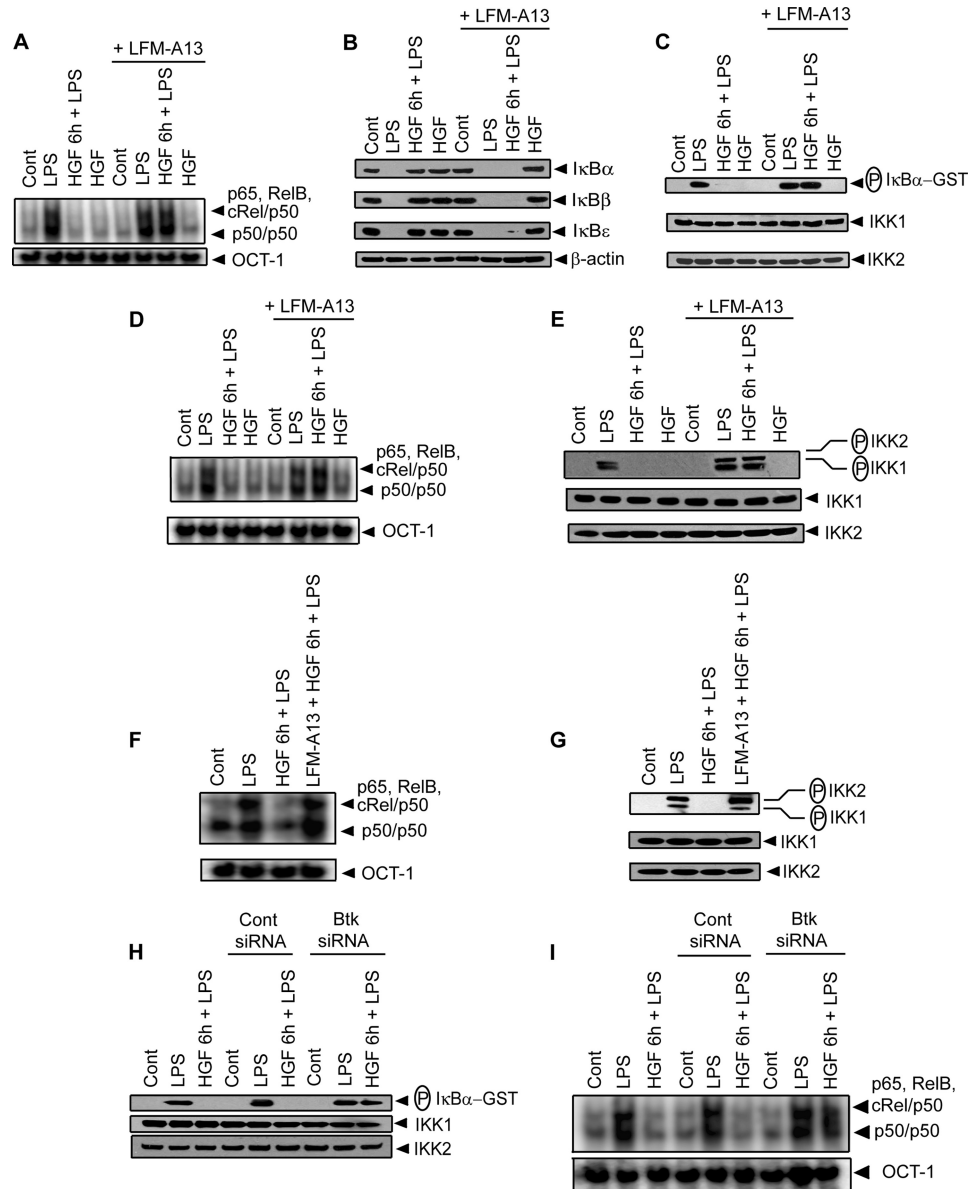 A
+ LFM-A13
Cont
LPS
HGF 6h + LPS
HGF
Cont
LPS
HGF 6h + LPS
HGF
p65, RelB,
cRel/p50
p50/p50
OCT-1
B
+ LFM-A13
Cont
LPS
HGF 6h + LPS
HGF
Cont
LPS
HGF 6h + LPS
HGF
IκBα
IκBβ
IκBε
β-actin
C
+ LFM-A13
Cont
LPS
HGF 6h + LPS
HGF
Cont
LPS
HGF 6h + LPS
HGF
P IκBα−GST
IKK1
IKK2
D
+ LFM-A13
Cont
LPS
HGF 6h + LPS
HGF
Cont
LPS
HGF 6h + LPS
HGF
p65, RelB,
cRel/p50
p50/p50
OCT-1
E
+ LFM-A13
Cont
LPS
HGF 6h + LPS
HGF
Cont
LPS
HGF 6h + LPS
HGF
P IKK2
P IKK1
IKK1
IKK2
F
Cont
LPS
HGF 6h + LPS
LFM-A13 + HGF 6h + LPS
p65, RelB,
cRel/p50
p50/p50
OCT-1
G
Cont
LPS
HGF 6h + LPS
LFM-A13 + HGF 6h + LPS
P IKK2
P IKK1
IKK1
IKK2
H
Cont
siRNA
Btk
siRNA
Cont
LPS
HGF 6h + LPS
Cont
LPS
HGF 6h + LPS
Cont
LPS
HGF 6h + LPS
P IκBα−GST
IKK1
IKK2
I
Cont
siRNA
Btk
siRNA
Cont
LPS
HGF 6h + LPS
Cont
LPS
HGF 6h + LPS
Cont
LPS
HGF 6h + LPS
p65, RelB,
cRel/p50
p50/p50
OCT-1